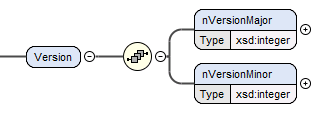 nVersionMajor
Type xsd:integer
Version
nVersionMinor
Type xsd:integer